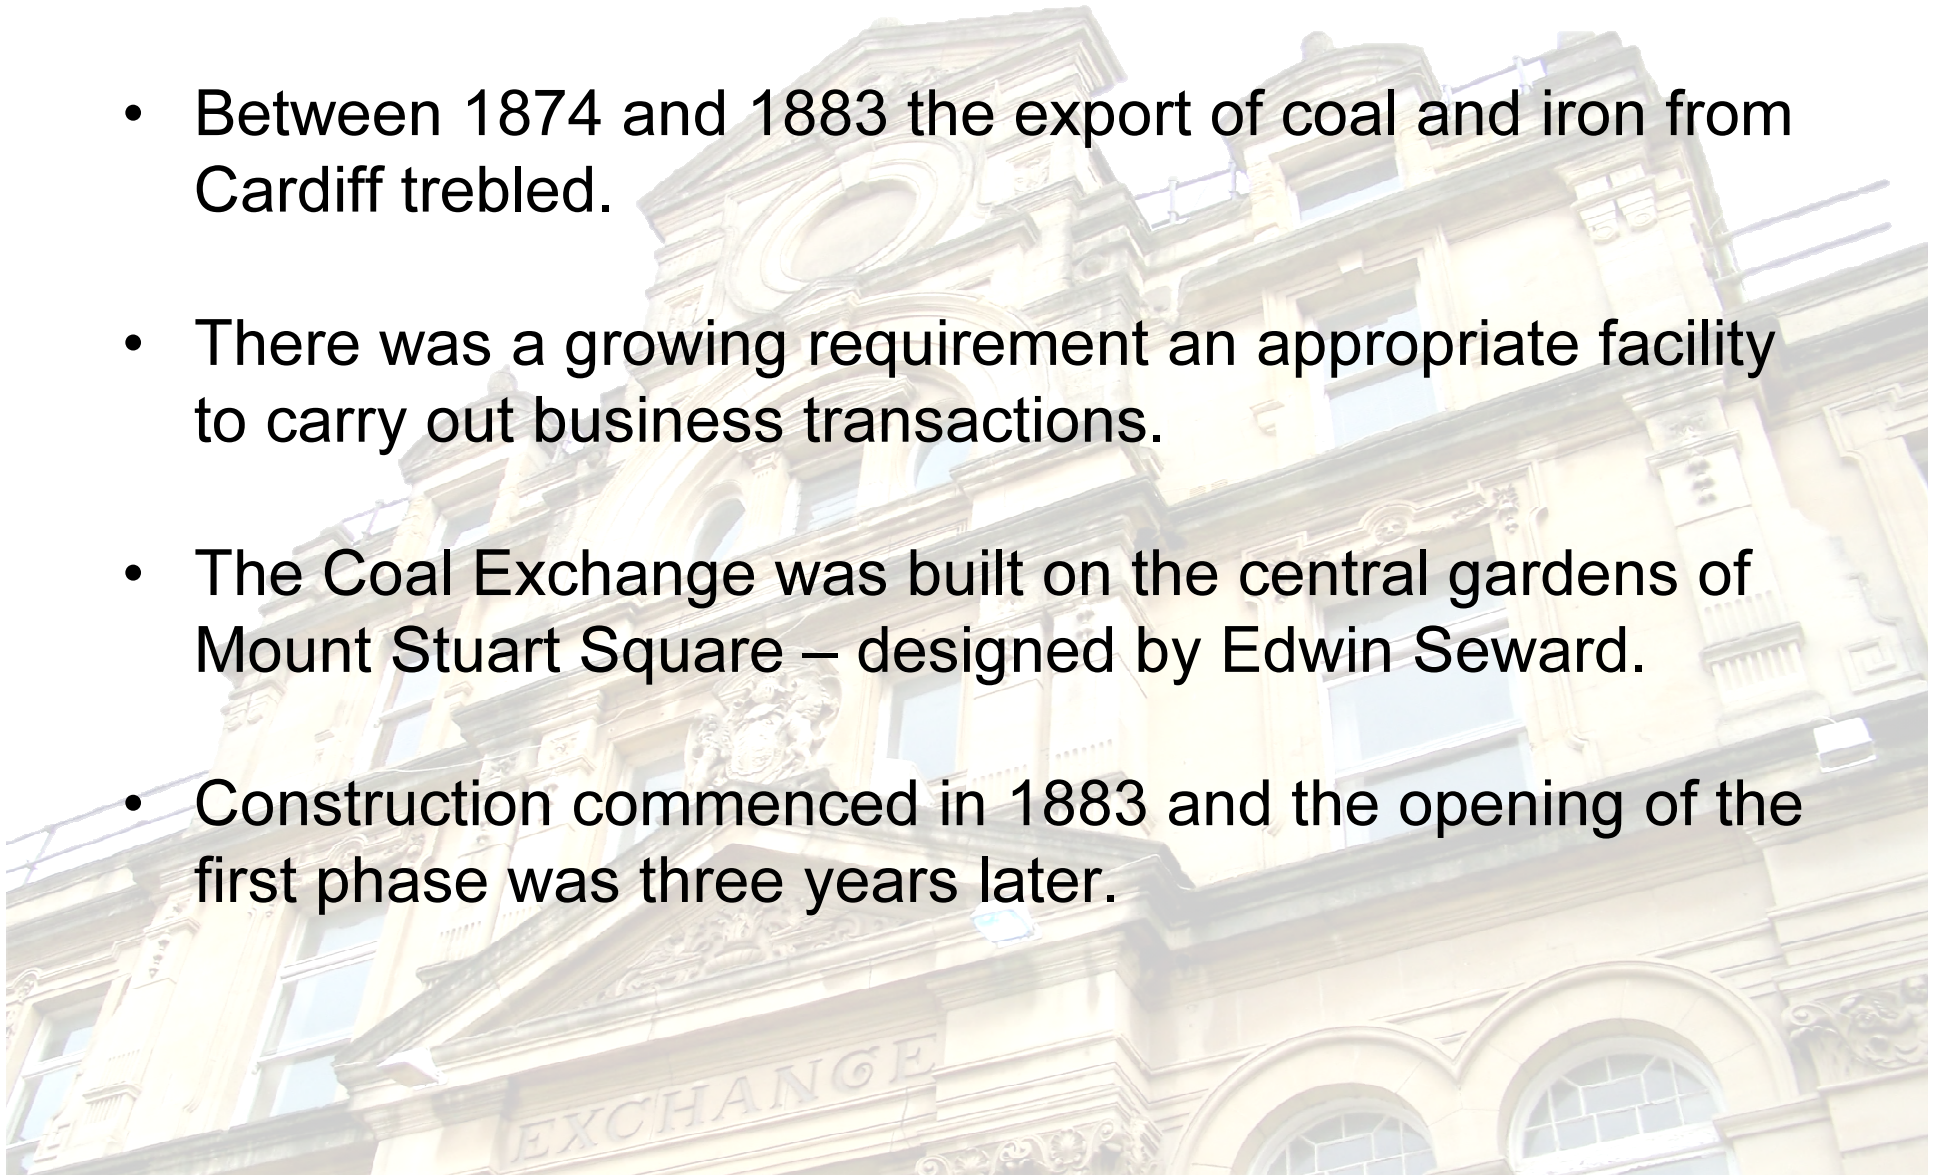 • Between 1874 and 1883 the export of coal and iron from
Cardiff trebled.
• There was a growing requirement an appropriate facility
to carry out business transactions.
• The Coal Exchange was built on the central gardens of
Mount Stuart Square – designed by Edwin Seward.
• Construction commenced in 1883 and the opening of the
first phase was three years later.
EXCHANGE